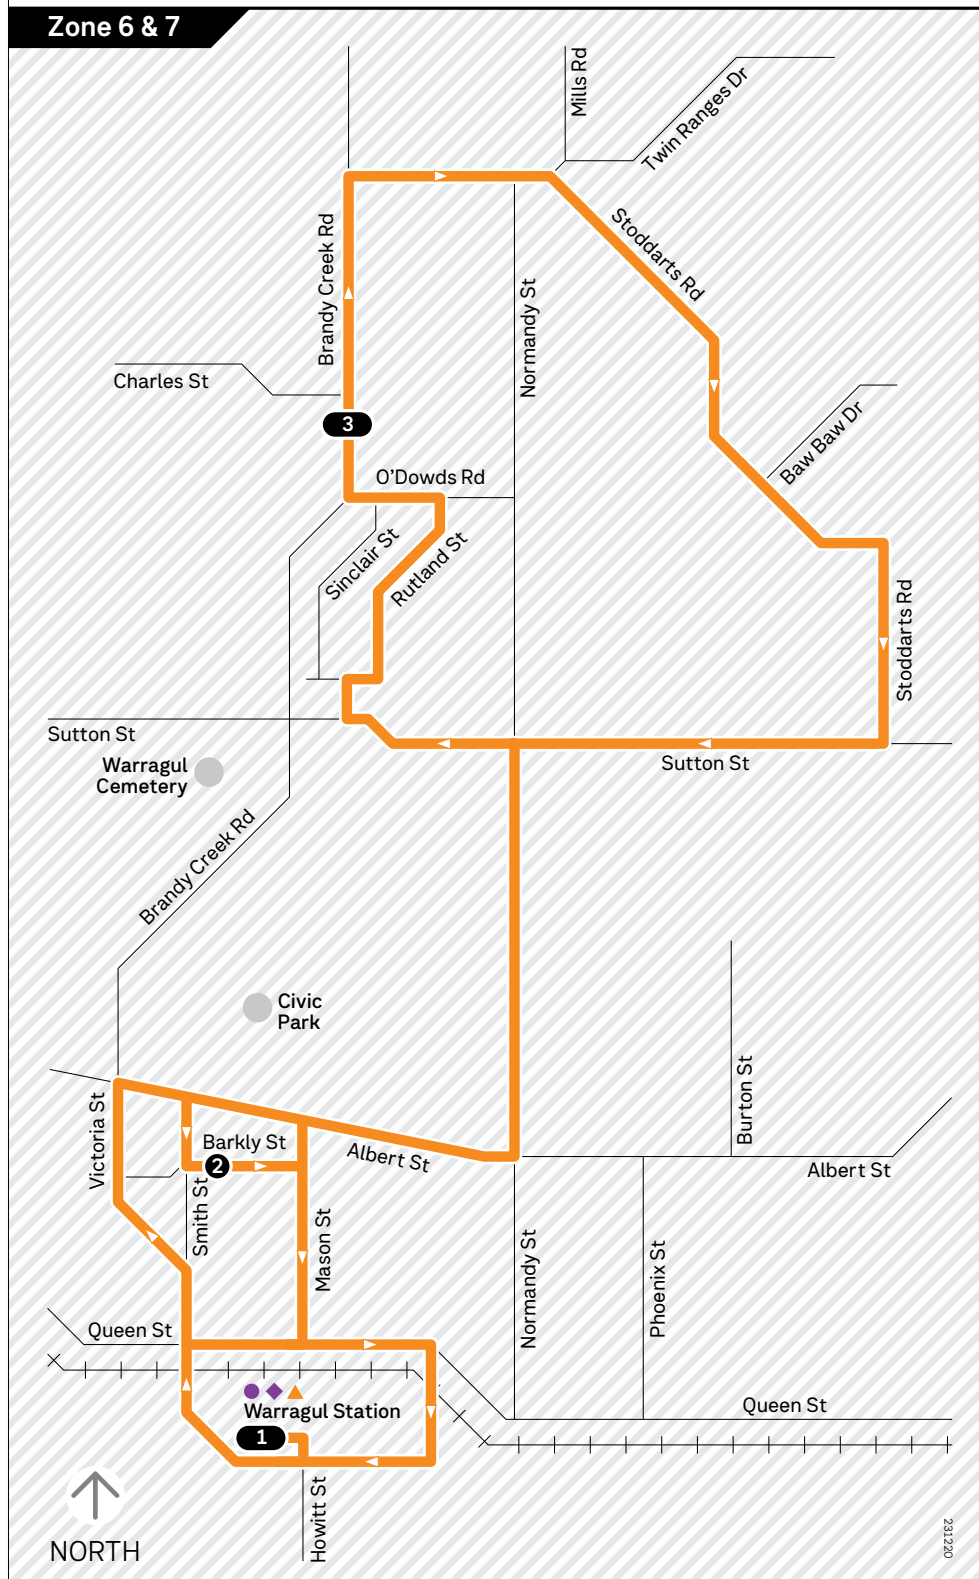 Zone 6 & 7
Mills Rd
Twin Ranges Dr
Stoddarts Rd
Brandy Creek Rd
Normandy St
Charles St
3
Baw Baw Dr
O'Dowds Rd
Sinclair St
Rutland St
Stoddarts Rd
Sutton St
Sutton St
Warragul
Cemetery
Brandy Creek Rd
Civic
Park
Burton St
Victoria St
Barkly St
2
Albert St
Albert St
Smith St
Mason St
Normandy St
Phoenix St
Queen St
Queen St
Warragul Station
1
Howitt St
NORTH
231220